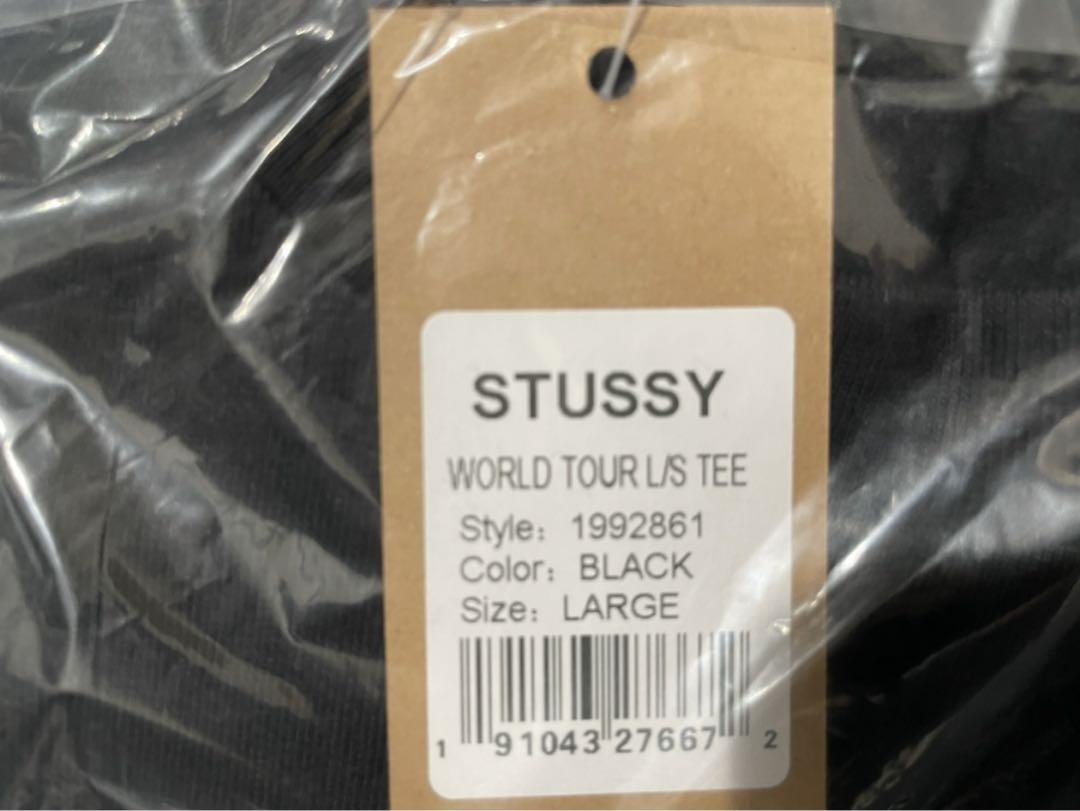 STUSSY
WORLD TOUR L/S TEE
Style: 1992861
Color: BLACK
Size: LARGE
1 91043 27667 2